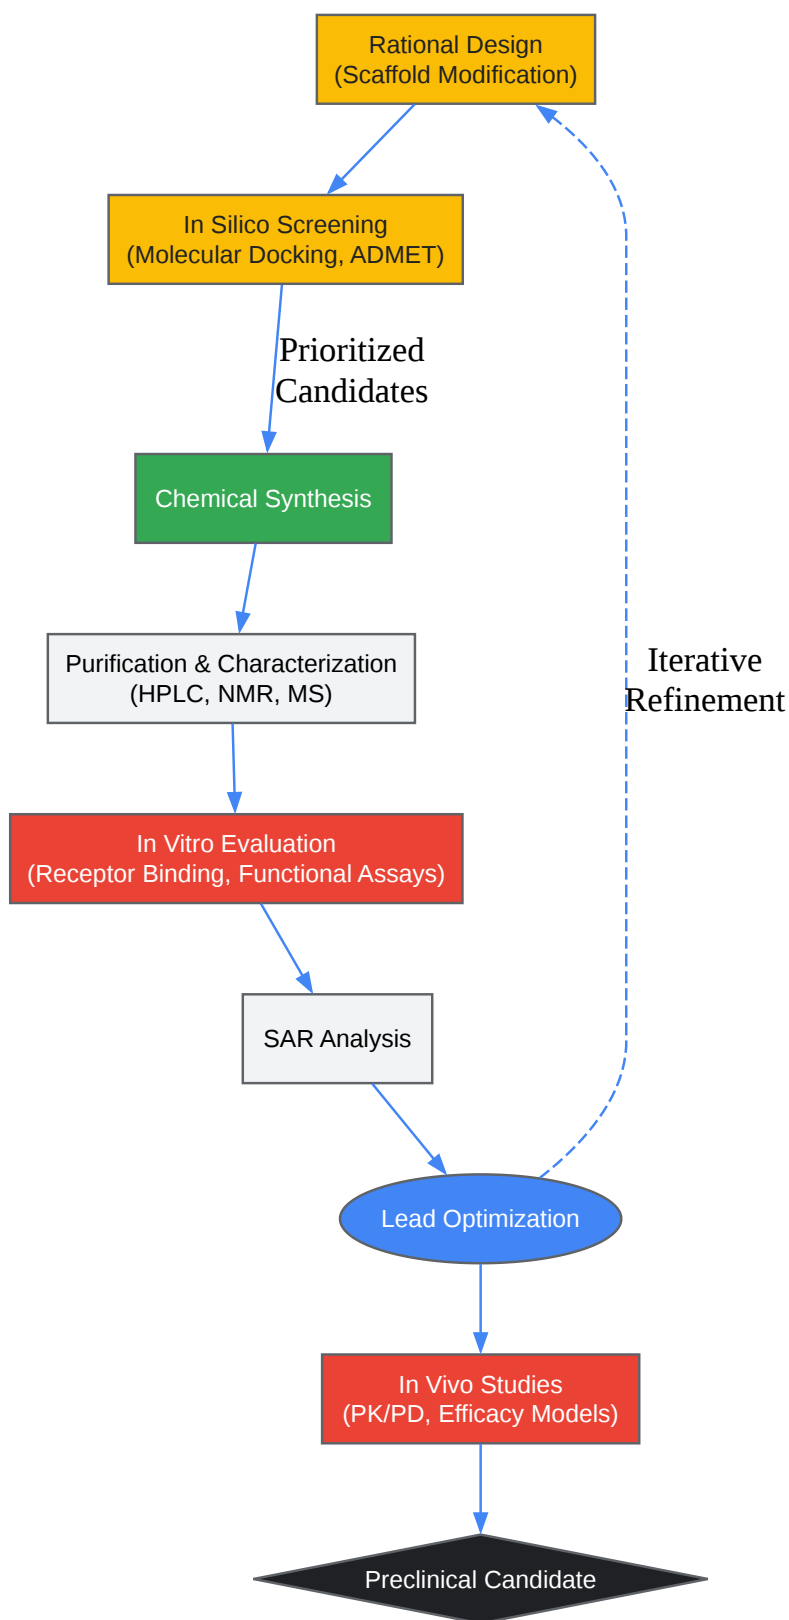 Rational Design
(Scaffold Modification)
In Silico Screening
(Molecular Docking, ADMET)
Prioritized
Candidates
Chemical Synthesis
Purification & Characterization
(HPLC, NMR, MS)
Iterative
Refinement
In Vitro Evaluation
(Receptor Binding, Functional Assays)
SAR Analysis
Lead Optimization
In Vivo Studies
(PK/PD, Efficacy Models)
Preclinical Candidate